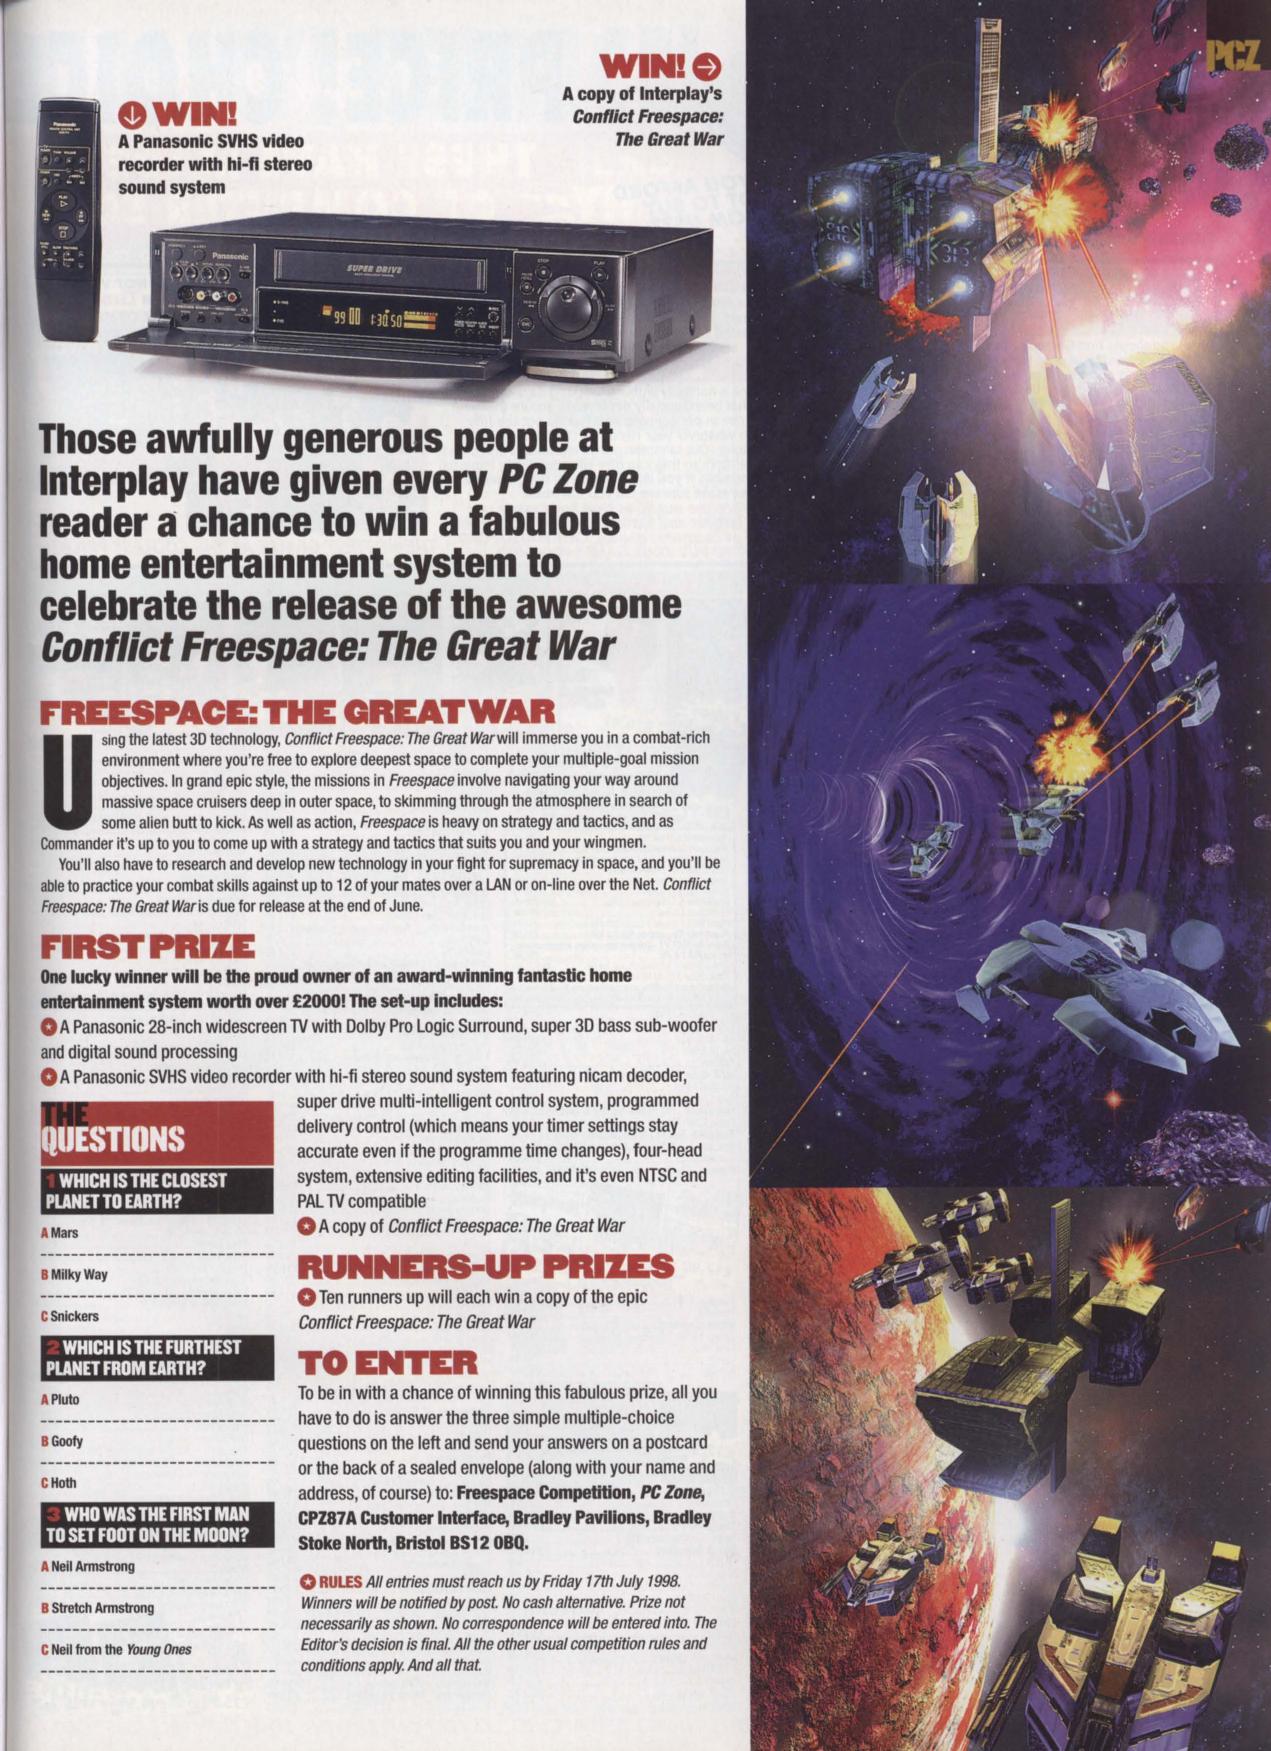 PCZ
WIN!
A copy of Interplay's
Conflict Freespace:
The Great War
WIN!
A Panasonic SVHS video
recorder with hi-fi stereo
sound system
Panasonic
Panasonic
SUPER DRIVE
99 00 1:30.50
Those awfully generous people at
Interplay have given every PC Zone
reader a chance to win a fabulous
home entertainment system to
celebrate the release of the awesome
Conflict Freespace: The Great War
FREESPACE: THE GREAT WAR
Using the latest 3D technology, Conflict Freespace: The Great War will immerse you in a combat-rich
environment where you're free to explore deepest space to complete your multiple-goal mission
objectives. In grand epic style, the missions in Freespace involve navigating your way around
massive space cruisers deep in outer space, to skimming through the atmosphere in search of
some alien butt to kick. As well as action, Freespace is heavy on strategy and tactics, and as
Commander it's up to you to come up with a strategy and tactics that suits you and your wingmen.
You'll also have to research and develop new technology in your fight for supremacy in space, and you'll be
able to practice your combat skills against up to 12 of your mates over a LAN or on-line over the Net. Conflict
Freespace: The Great War is due for release at the end of June.
FIRST PRIZE
One lucky winner will be the proud owner of an award-winning fantastic home
entertainment system worth over £2000! The set-up includes:
A Panasonic 28-inch widescreen TV with Dolby Pro Logic Surround, super 3D bass sub-woofer
and digital sound processing
A Panasonic SVHS video recorder with hi-fi stereo sound system featuring nicam decoder,
super drive multi-intelligent control system, programmed
delivery control (which means your timer settings stay
accurate even if the programme time changes), four-head
system, extensive editing facilities, and it's even NTSC and
PAL TV compatible
A copy of Conflict Freespace: The Great War
RUNNERS-UP PRIZES
Ten runners up will each win a copy of the epic
Conflict Freespace: The Great War
TO ENTER
To be in with a chance of winning this fabulous prize, all you
have to do is answer the three simple multiple-choice
questions on the left and send your answers on a postcard
or the back of a sealed envelope (along with your name and
address, of course) to: Freespace Competition, PC Zone,
CPZ87A Customer Interface, Bradley Pavilions, Bradley
Stoke North, Bristol BS12 0BQ.
RULES All entries must reach us by Friday 17th July 1998.
Winners will be notified by post. No cash alternative. Prize not
necessarily as shown. No correspondence will be entered into. The
Editor's decision is final. All the other usual competition rules and
conditions apply. And all that.
THE
QUESTIONS
1 WHICH IS THE CLOSEST
PLANET TO EARTH?
A Mars
B Milky Way
C Snickers
2 WHICH IS THE FURTHEST
PLANET FROM EARTH?
A Pluto
B Goofy
C Hoth
3 WHO WAS THE FIRST MAN
TO SET FOOT ON THE MOON?
A Neil Armstrong
B Stretch Armstrong
C Neil from the Young Ones